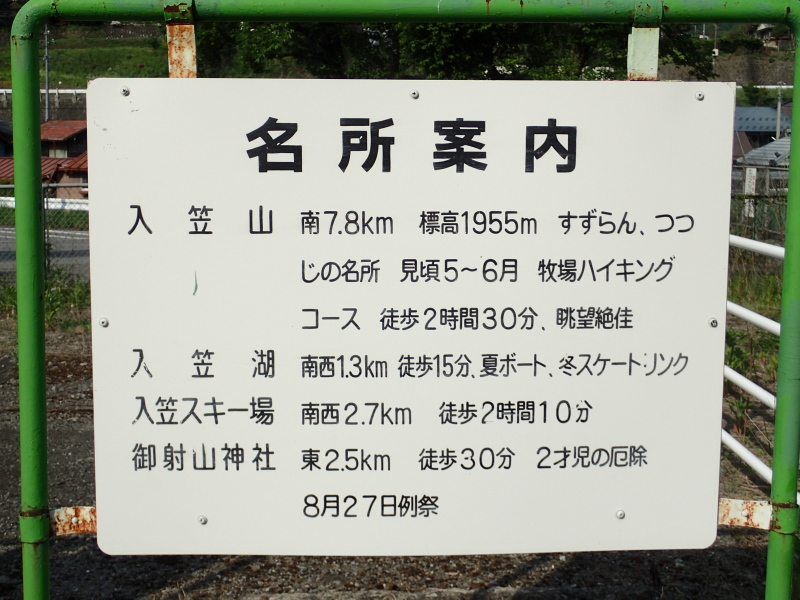 名所案内
入笠山 南7.8km 標高1955m すずらん、つつ
じの名所 見頃5～6月 牧場ハイキング
コース 徒歩2時間30分、眺望絶佳
入笠湖 南西1.3km 徒歩15分、夏ボート、冬スケートリンク
入笠スキー場 南西2.7km 徒歩2時間10分
御射山神社 東2.5km 徒歩30分 2才児の厄除
8月27日例祭